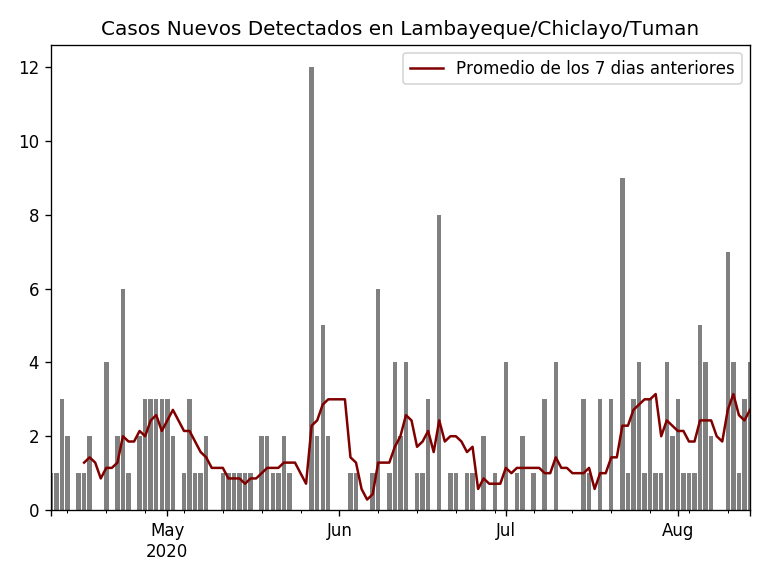 Casos Nuevos Detectados en Lambayeque/Chiclayo/Tuman
Promedio de los 7 dias anteriores
12
10
8
6
4
2
0
May Jun Jul Aug
2020